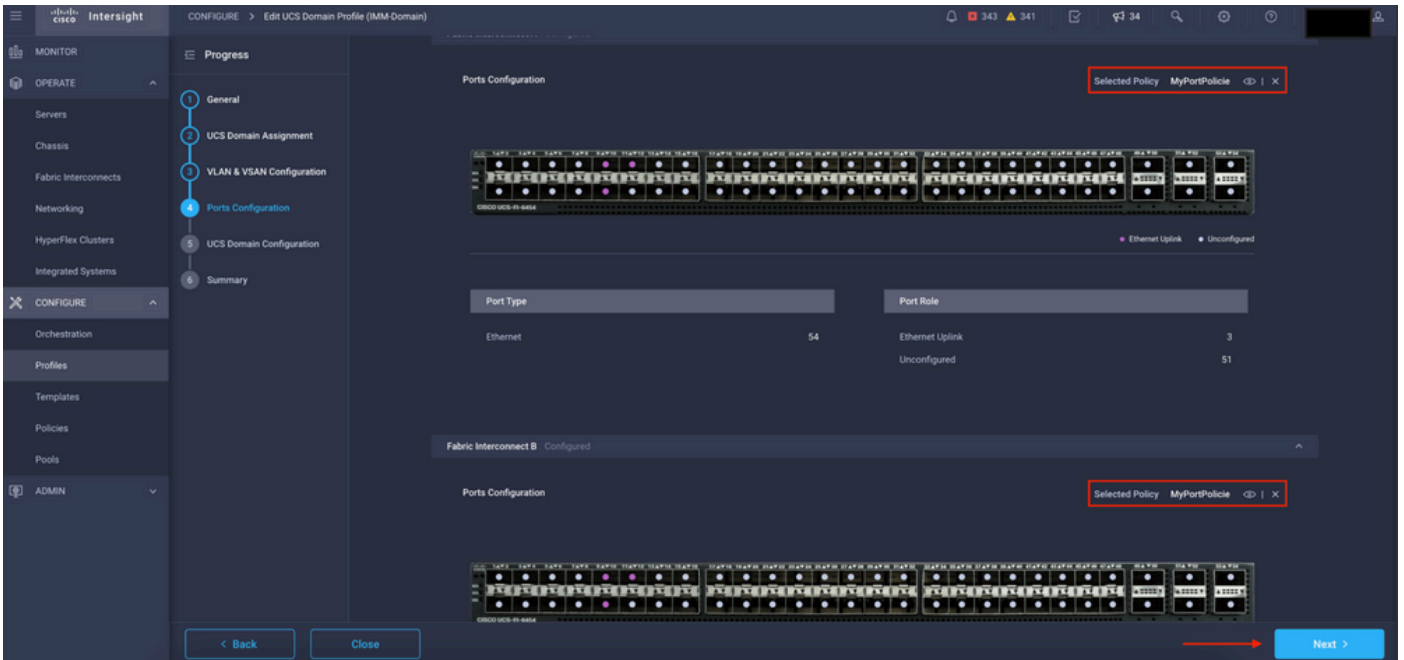 cisco Intersight
CONFIGURE > Edit UCS Domain Profile (IMM-Domain)
343 341 34
MONITOR
OPERATE
Servers
Chassis
Fabric Interconnects
Networking
HyperFlex Clusters
Integrated Systems
CONFIGURE
Orchestration
Profiles
Templates
Policies
Pools
ADMIN
Progress
1 General
2 UCS Domain Assignment
3 VLAN & VSAN Configuration
4 Ports Configuration
5 UCS Domain Configuration
6 Summary
Ports Configuration
Selected Policy MyPortPolicie
CISCO UCS-FI-6454
Ethernet Uplink Unconfigured
Port Type
Ethernet 54
Port Role
Ethernet Uplink 3
Unconfigured 51
Fabric Interconnect B Configured
Ports Configuration
Selected Policy MyPortPolicie
CISCO UCS-FI-6454
< Back
Close
Next >